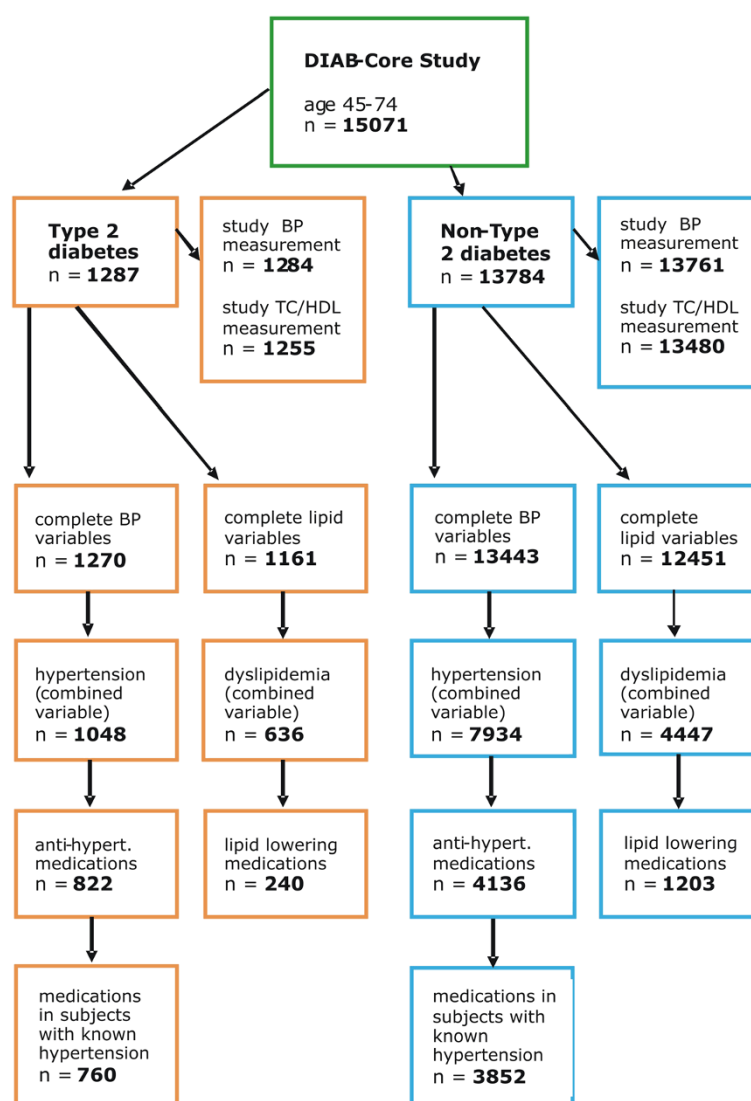 DIAB-Core Study
age 45-74
n = 15071
Type 2
diabetes
n = 1287
study BP
measurement
n = 1284
study TC/HDL
measurement
n = 1255
Non-Type
2 diabetes
n = 13784
study BP
measurement
n = 13761
study TC/HDL
measurement
n = 13480
complete BP
variables
n = 1270
complete lipid
variables
n = 1161
complete BP
variables
n = 13443
complete
lipid variables
n = 12451
hypertension
(combined
variable)
n = 1048
dyslipidemia
(combined
variable)
n = 636
hypertension
(combined
variable)
n = 7934
dyslipidemia
(combined
variable)
n = 4447
anti-hypert.
medications
n = 822
lipid lowering
medications
n = 240
anti-hypert.
medications
n = 4136
lipid lowering
medications
n = 1203
medications
in subjects
with known
hypertension
n = 760
medications in
subjects with
known
hypertension
n = 3852